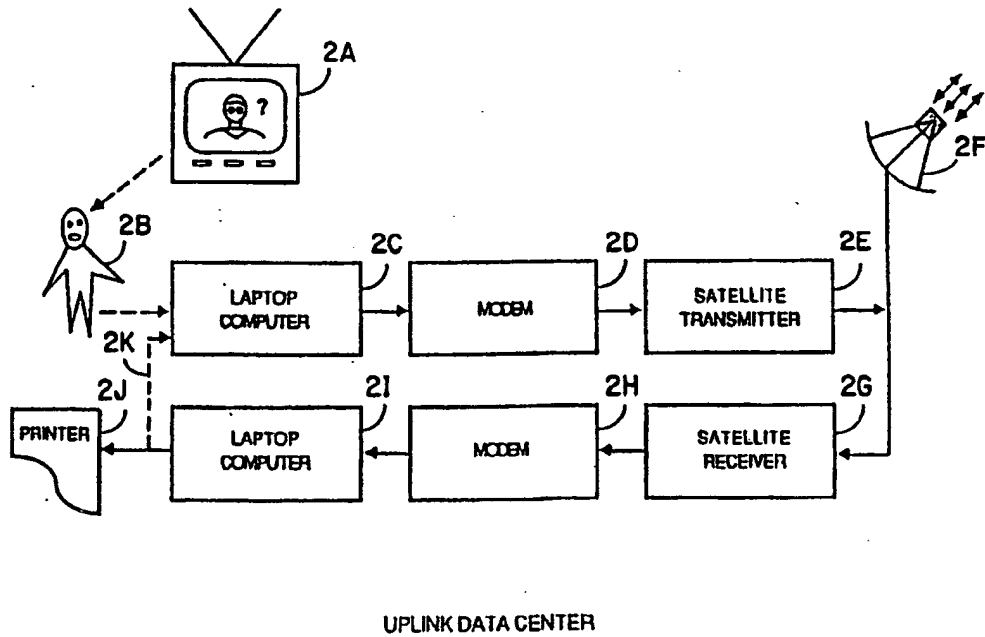 2A
?
2F
2B
2C
2D
2E
LAPTOP
COMPUTER
MODEM
SATELLITE
TRANSMITTER
2K
2J
2I
2H
2G
PRINTER
LAPTOP
COMPUTER
MODEM
SATELLITE
RECEIVER
UPLINK DATA CENTER